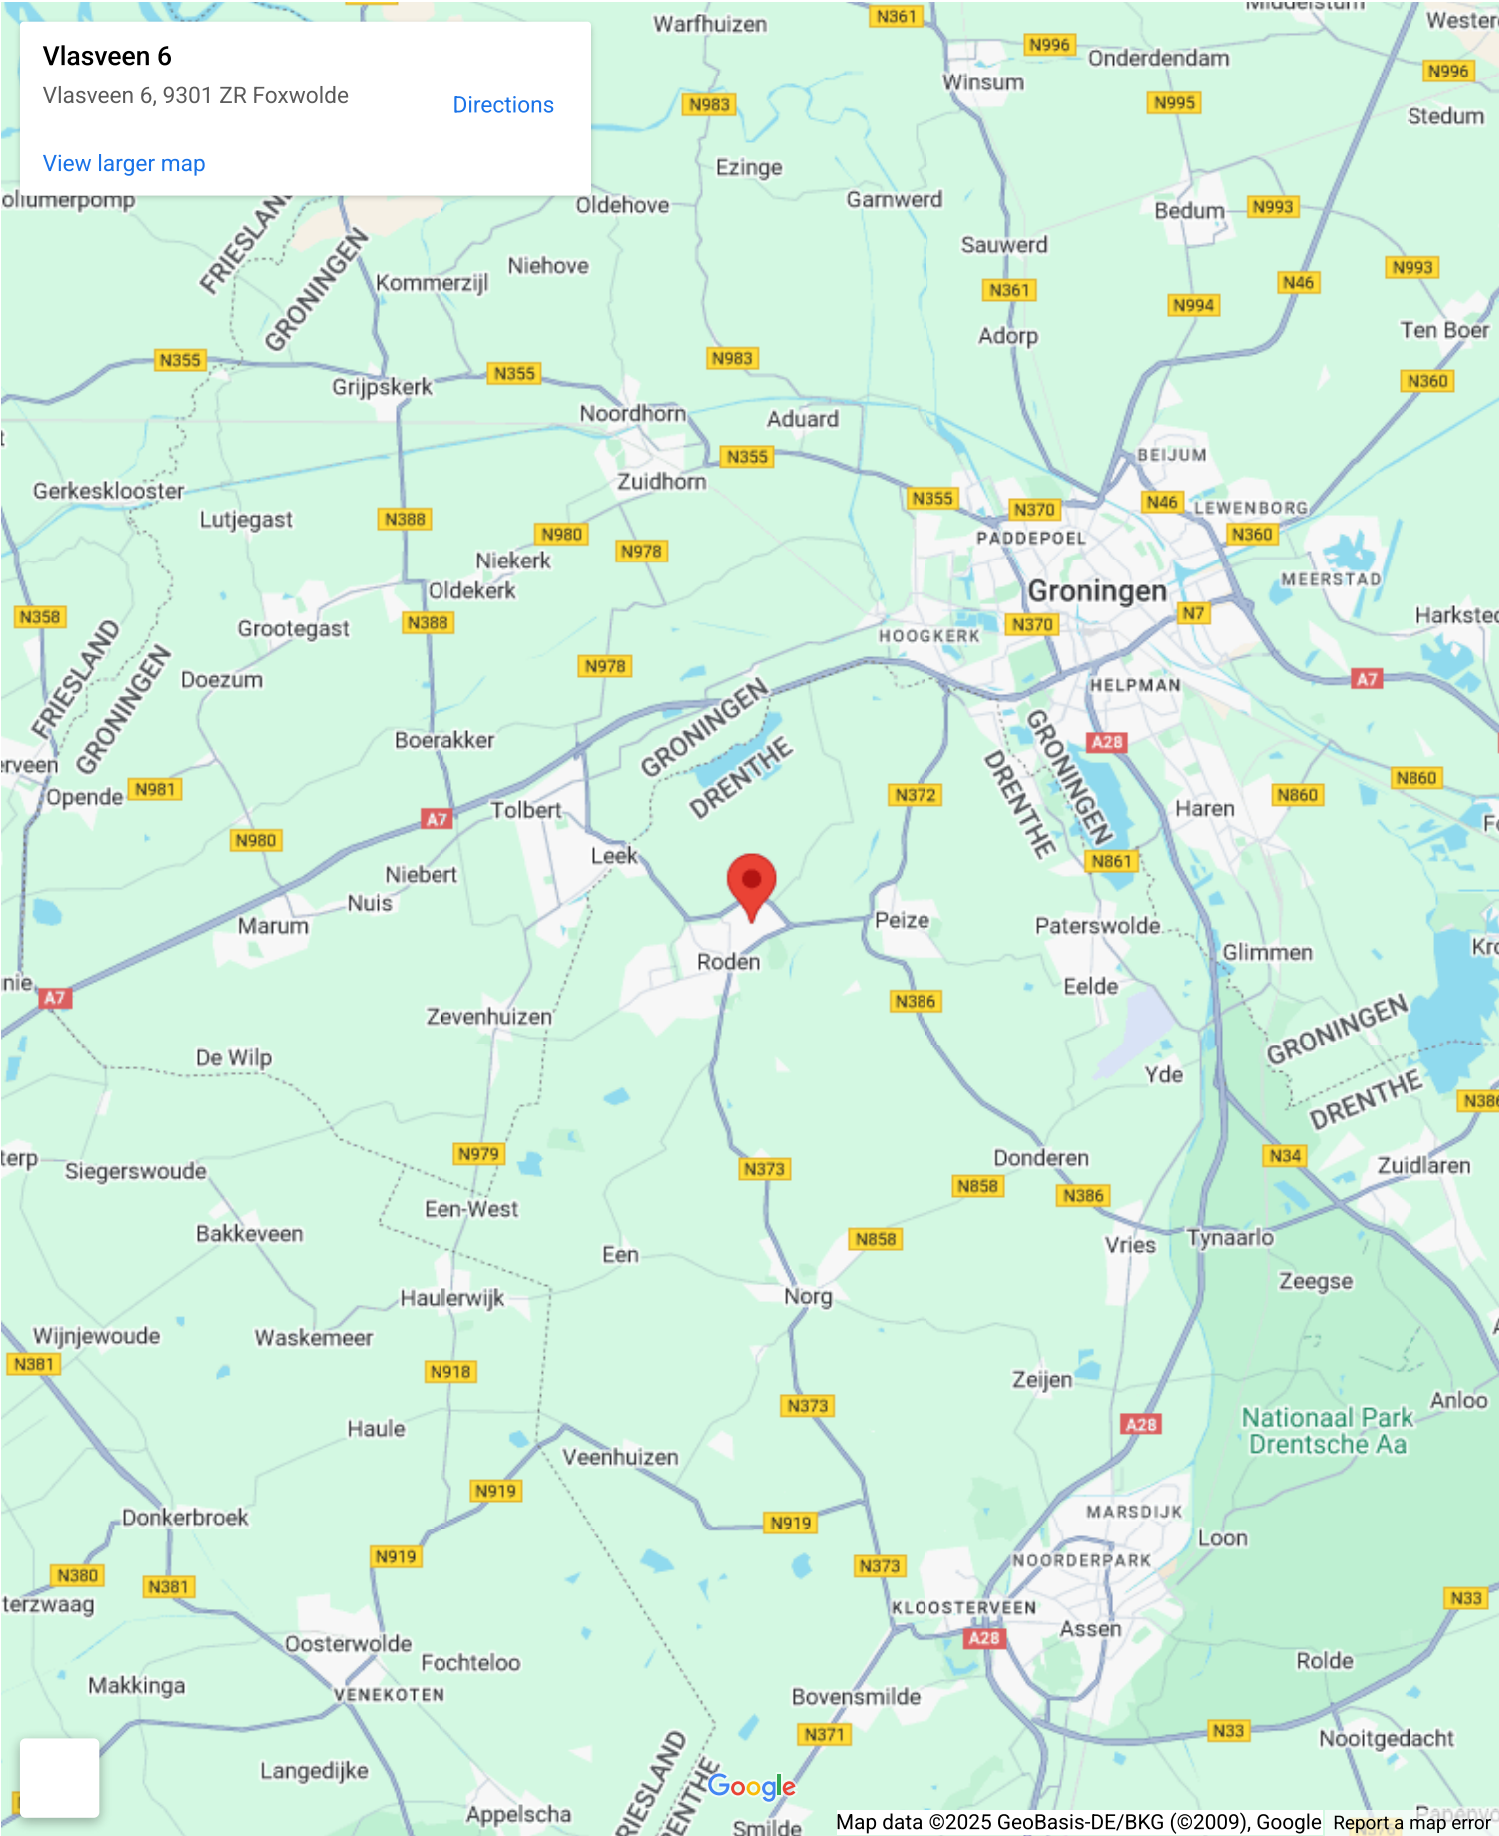 Vlasveen 6
Vlasveen 6, 9301 ZR Foxwolde
Directions
View larger map
Warfhuizen
N361
N996
Onderdendam
N996
Winsum
N983
N995
Stedum
Ezinge
Oldehove
Garnwerd
Bedum
N993
FRIESLAND
GRONINGEN
Sauwerd
Niehove
Kommerzijl
N361
N993
N46
N994
Adorp
Ten Boer
N355
N983
N355
Grijpskerk
N360
Noordhorn
Aduard
N355
BEIJUM
Zuidhorn
Gerkesklooster
N355
N370
N46
LEWENBORG
Lutjegast
N388
N980
N978
PADDEPOEL
N360
Niekerk
MEERSTAD
Oldekerk
Groningen
N358
N388
Grootegast
HOOGKERK
N370
N7
N978
FRIESLAND
GRONINGEN
Doezum
A7
HELPMAN
GRONINGEN
DRENTHE
Boerakker
A28
GRONINGEN
DRENTHE
N981
Opende
N372
N860
N860
Tolbert
A7
Haren
N980
Leek
N861
Niebert
Nuis
Marum
Peize
Paterswolde
Roden
Glimmen
A7
Eelde
N386
Zevenhuizen
GRONINGEN
DRENTHE
De Wilp
Yde
N386
N979
Donderen
N34
Siegerswoude
N373
N858
N386
Zuidlaren
Een-West
Bakkeveen
Een
N858
Vries
Tynaarlo
Zeegse
Haulerwijk
Norg
Wijnjewoude
Waskemeer
N381
N918
Zeijen
N373
Anloo
Haule
A28
Nationaal Park
Drentsche Aa
Veenhuizen
N919
MARSDIJK
Donkerbroek
N919
Loon
N919
NOORDERPARK
N380
N381
N373
terzwaag
N33
KLOOSTERVEEN
Assen
A28
Oosterwolde
Fochteloo
Rolde
Makkinga
VENEKOTEN
Bovensmilde
N371
N33
Nooitgedacht
Langedijke
Google
Appelscha
Smilde
Map data ©2025 GeoBasis-DE/BKG (©2009), Google
Report a map error